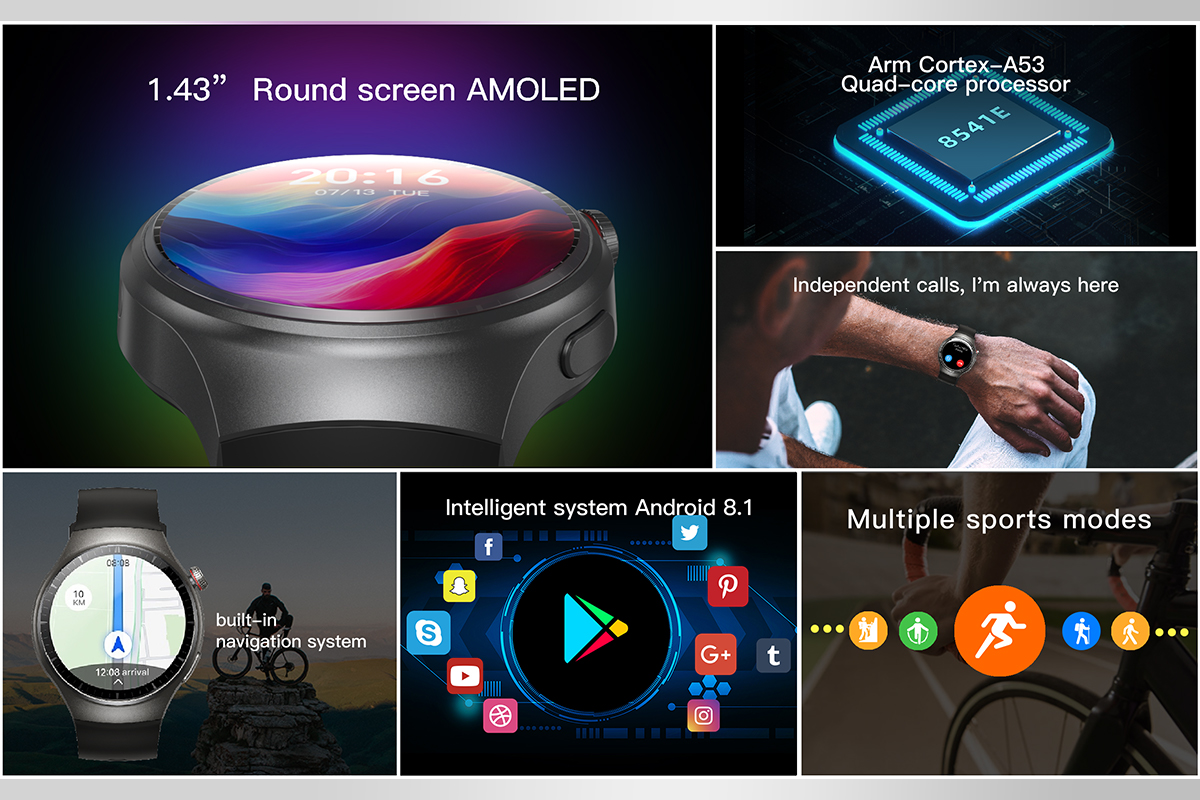 1.43” Round screen AMOLED
20:16
07/13 TUE
Arm Cortex-A53
Quad-core processor
8541E
Independent calls, I'm always here
08:08
10
KM
12:08 arrival
built-in
navigation system
Intelligent system Android 8.1
f
S
G+
t
Multiple sports modes